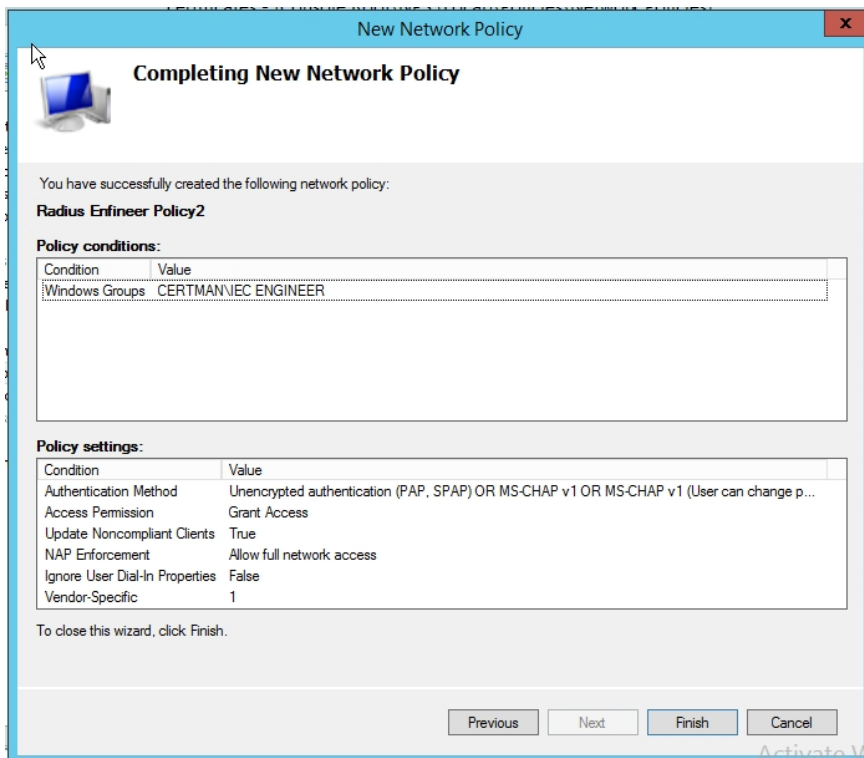 New Network Policy
x
Completing New Network Policy
You have successfully created the following network policy:
Radius Enfineer Policy2
Policy conditions:
Condition Value
Windows Groups CERTMAN\IEC ENGINEER
Policy settings:
Condition Value
Authentication Method Unencrypted authentication (PAP, SPAP) OR MS-CHAP v1 OR MS-CHAP v1 (User can change p...
Access Permission Grant Access
Update Noncompliant Clients True
NAP Enforcement Allow full network access
Ignore User Dial-In Properties False
Vendor-Specific 1
To close this wizard, click Finish.
Previous Next Finish Cancel